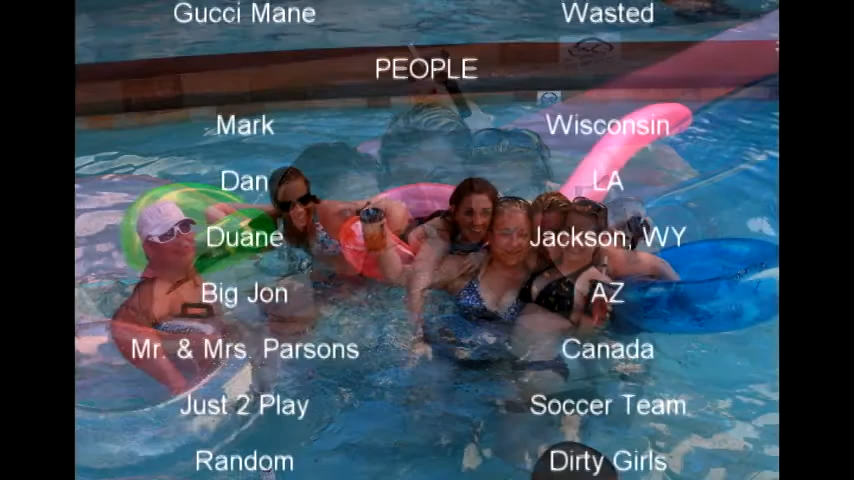 Gucci Mane Wasted
PEOPLE
Mark Wisconsin
Dan LA
Duane Jackson, WY
Big Jon AZ
Mr. & Mrs. Parsons Canada
Just 2 Play Soccer Team
Random Dirty Girls